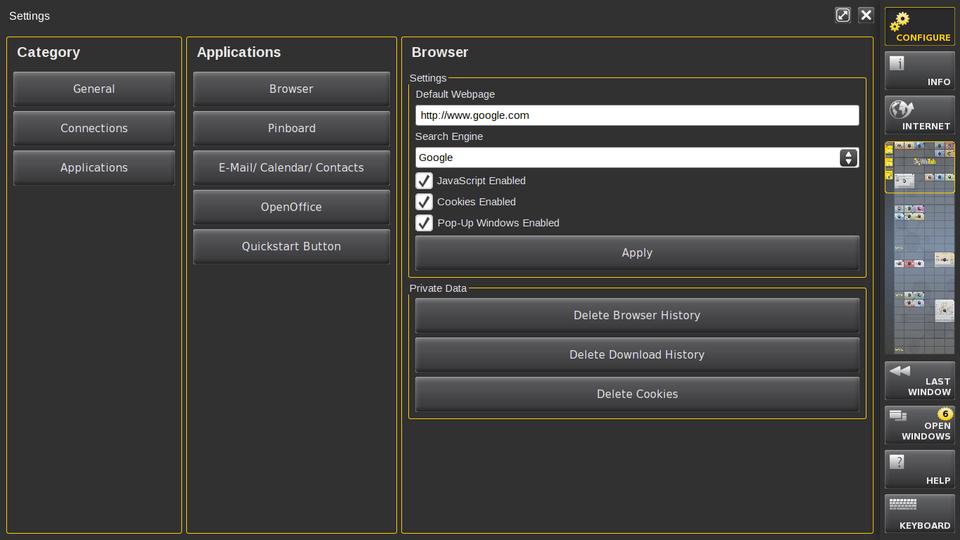 Settings
Category
General
Connections
Applications
Applications
Browser
Pinboard
E-Mail/ Calendar/ Contacts
OpenOffice
Quickstart Button
Browser
Settings
Default Webpage
http://www.google.com
Search Engine
Google
JavaScript Enabled
Cookies Enabled
Pop-Up Windows Enabled
Apply
Private Data
Delete Browser History
Delete Download History
Delete Cookies
CONFIGURE
INFO
INTERNET
LAST
WINDOW
6
OPEN
WINDOWS
HELP
KEYBOARD